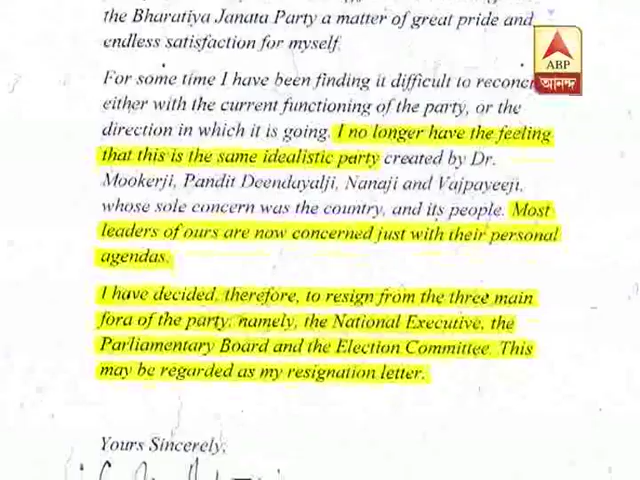 the Bharatiya Janata Party a matter of great pride and
endless satisfaction for myself.
For some time I have been finding it difficult to
either with the current functioning of the party, or the
direction in which it is going. I no longer have the feeling
that this is the same idealistic party created by Dr.
Mookerji, Pandit Deendayalji, Nanaji and Vajpayeeji,
whose sole concern was the country, and its people. Most
leaders of ours are now concerned just with their personal
agendas.
I have decided, therefore, to resign from the three main
fora of the party, namely, the National Executive, the
Parliamentary Board and the Election Committee. This
may be regarded as my resignation letter.
Yours Sincerely,
ABP
আনন্দ